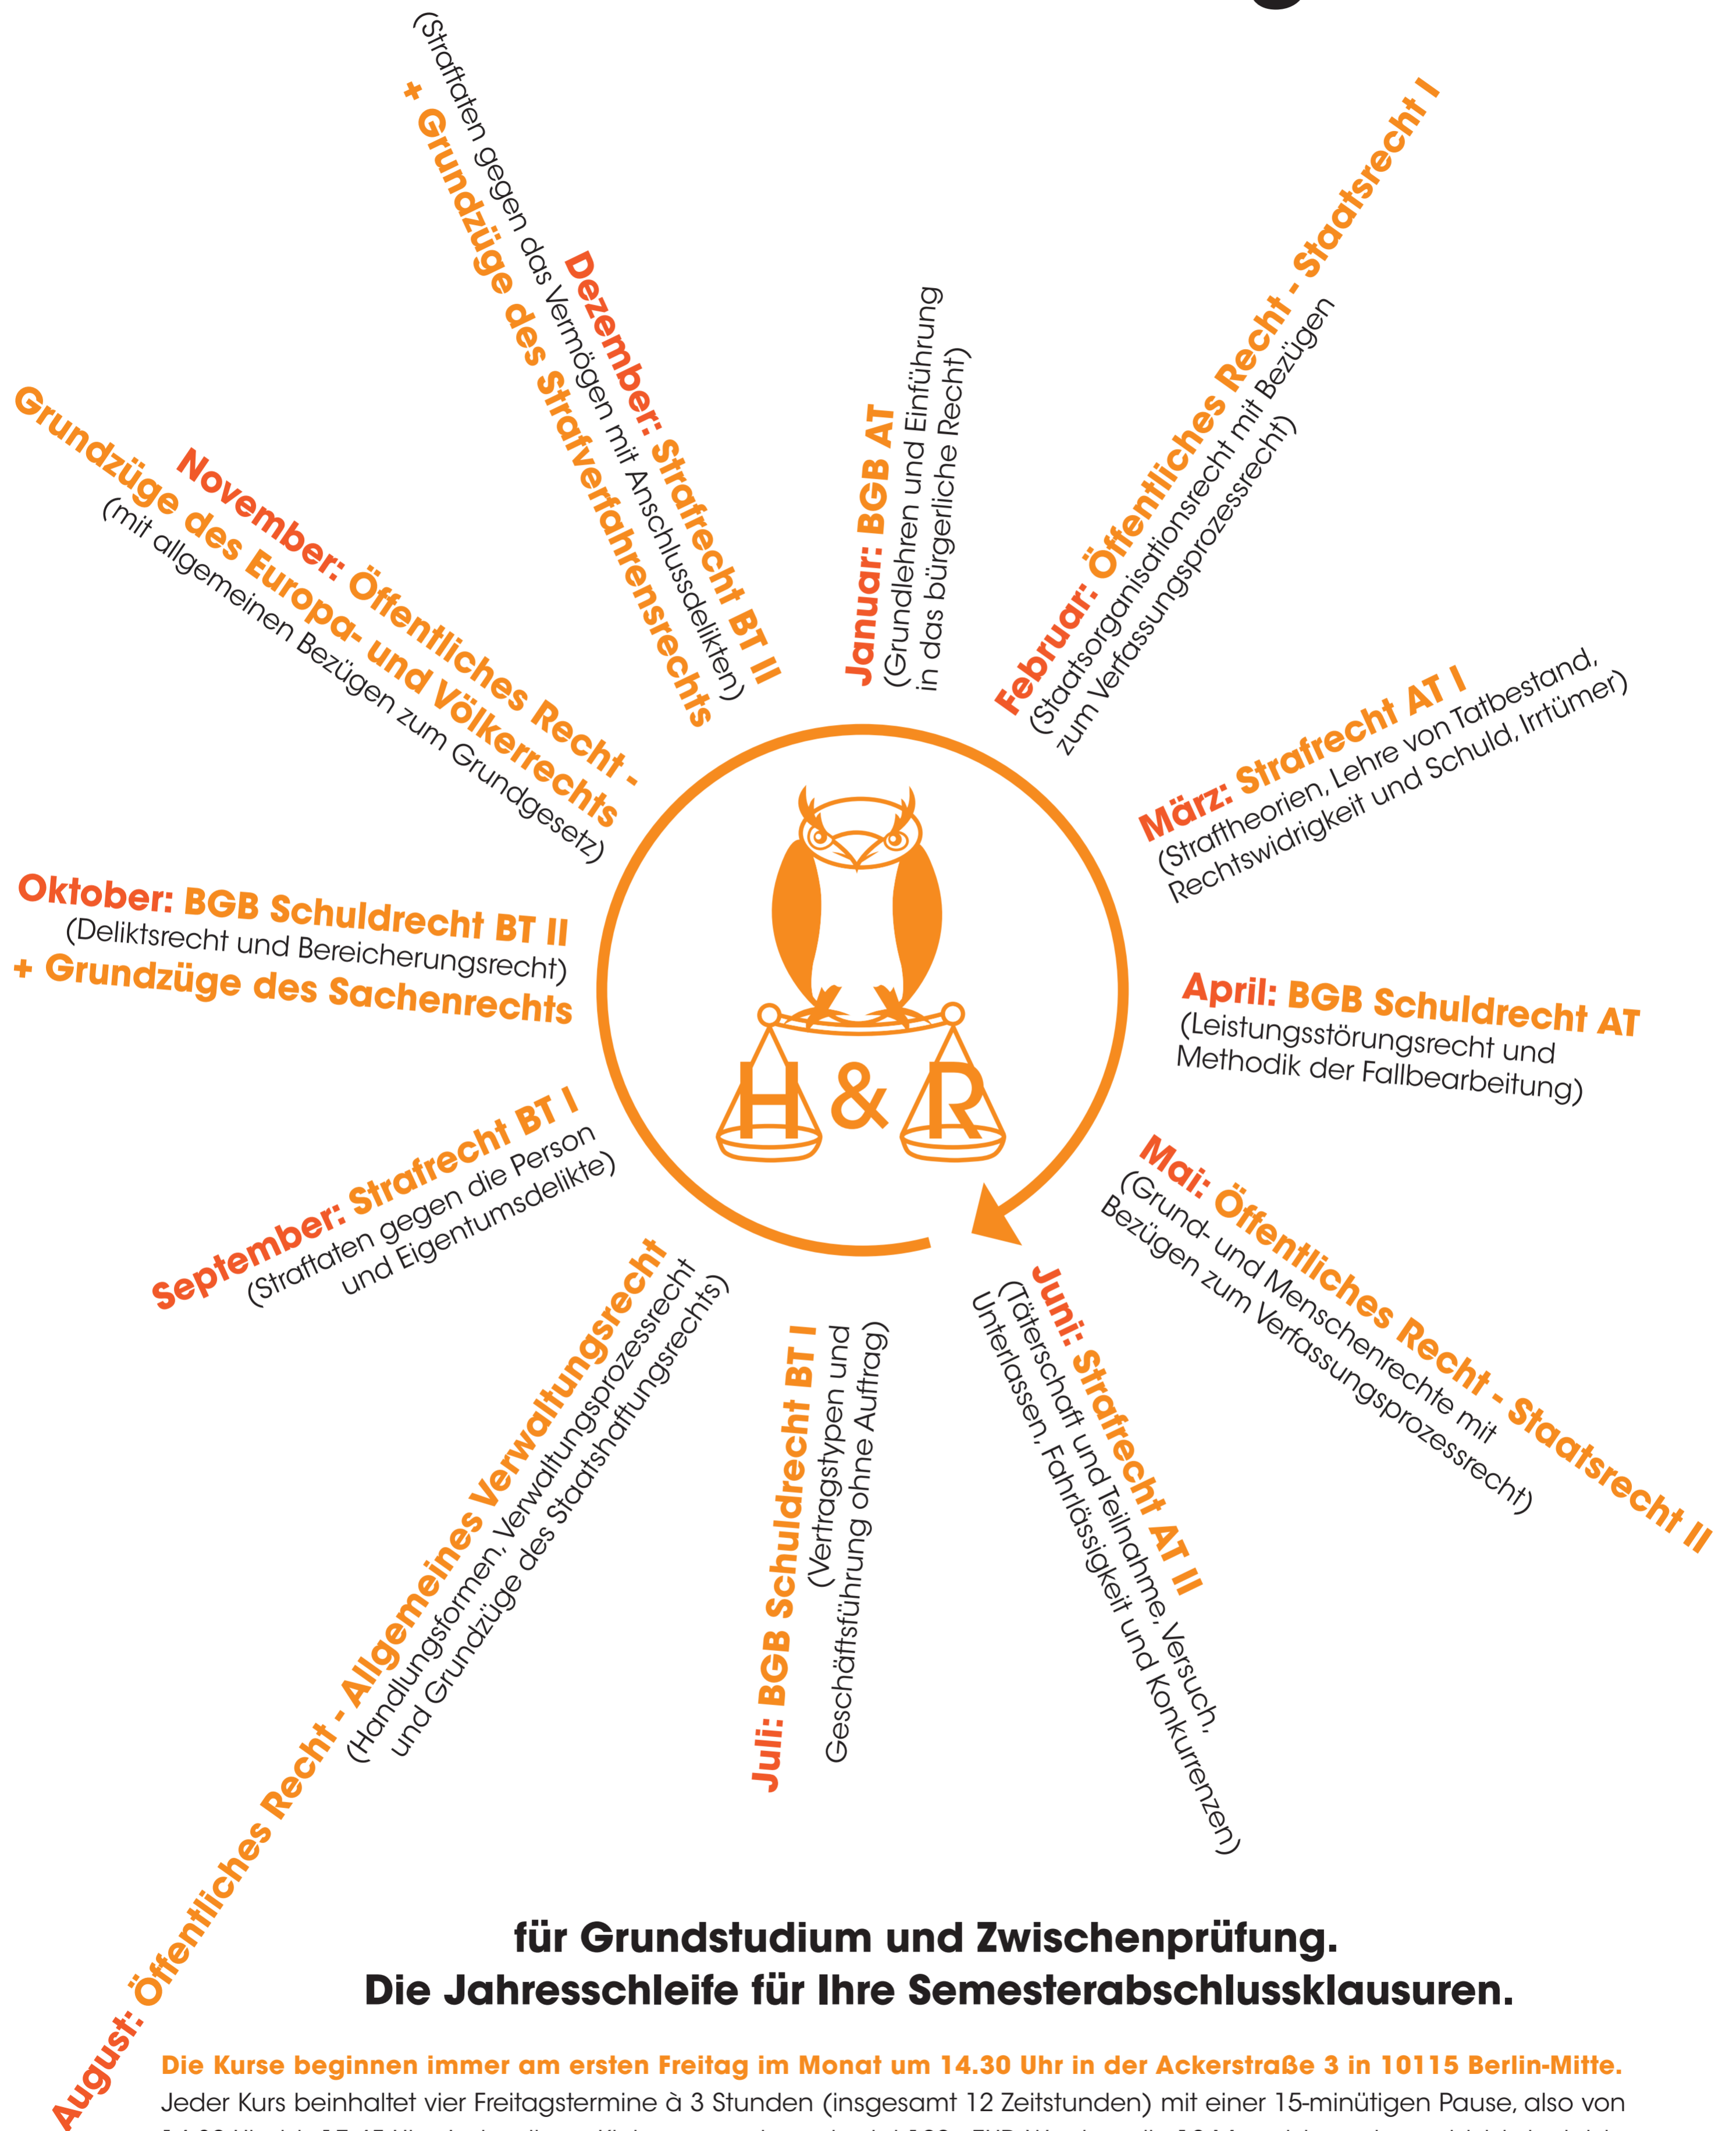 Januar: BGB AT
(Grundlehren und Einführung
in das bürgerliche Recht)
Februar: Öffentliches Recht - Staatsrecht I
(Staatsorganisationsrecht mit Bezügen
zum Verfassungsprozessrecht)
März: Strafrecht AT I
(Straftheorien, Lehre von Tatbestand,
Rechtswidrigkeit und Schuld, Irrtümer)
April: BGB Schuldrecht AT
(Leistungsstörungsrecht und
Methodik der Fallbearbeitung)
Mai: Öffentliches Recht - Staatsrecht II
(Grund- und Menschenrechte mit
Bezügen zum Verfassungsprozessrecht)
Juni: Strafrecht AT II
(Täterschaft und Teilnahme, Versuch,
Unterlassen, Fahrlässigkeit und Konkurrenzen)
Juli: BGB Schuldrecht BT I
(Vertragstypen und
Geschäftsführung ohne Auftrag)
August: Öffentliches Recht - Allgemeines Verwaltungsrecht
(Handlungsformen, Verwaltungsprozessrecht
und Grundzüge des Staatshaftungsrechts)
September: Strafrecht BT I
(Straftaten gegen die Person
und Eigentumsdelikte)
Oktober: BGB Schuldrecht BT II
(Deliktsrecht und Bereicherungsrecht)
+ Grundzüge des Sachenrechts
November: Öffentliches Recht -
Grundzüge des Europa- und Völkerrechts
(mit allgemeinen Bezügen zum Grundgesetz)
Dezember: Strafrecht BT II
(Straftaten gegen das Vermögen mit Anschlussdelikten)
+ Grundzüge des Strafverfahrensrechts
H & R
für Grundstudium und Zwischenprüfung.
Die Jahresschleife für Ihre Semesterabschlussklausuren.
Die Kurse beginnen immer am ersten Freitag im Monat um 14.30 Uhr in der Ackerstraße 3 in 10115 Berlin-Mitte.
Jeder Kurs beinhaltet vier Freitagstermine à 3 Stunden (insgesamt 12 Zeitstunden) mit einer 15-minütigen Pause, also von